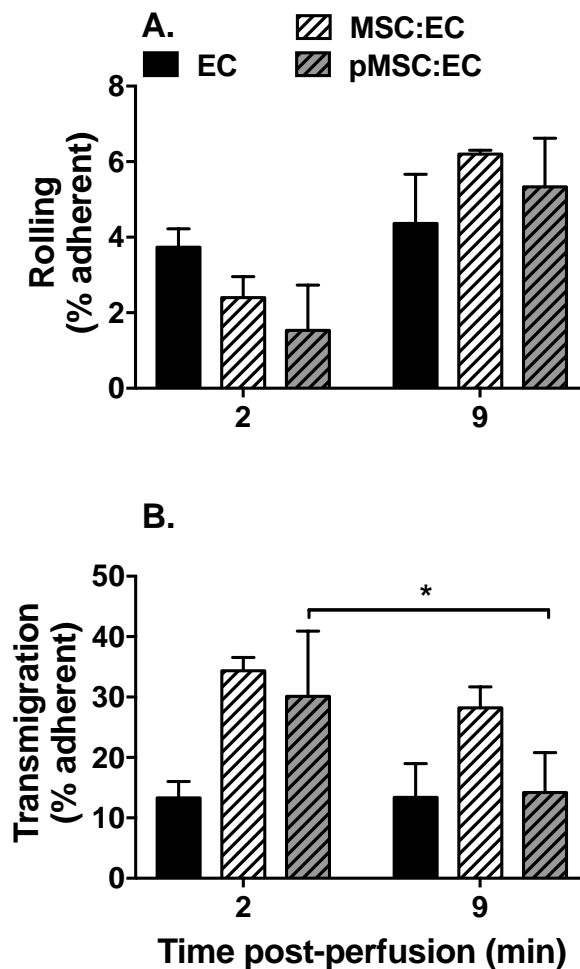 A.
MSC:EC
EC
pMSC:EC
Rolling
(% adherent)
8
6
4
2
0
2
9
B.
Transmigration
(% adherent)
50
40
30
20
10
0
*
2
9
Time post-perfusion (min)